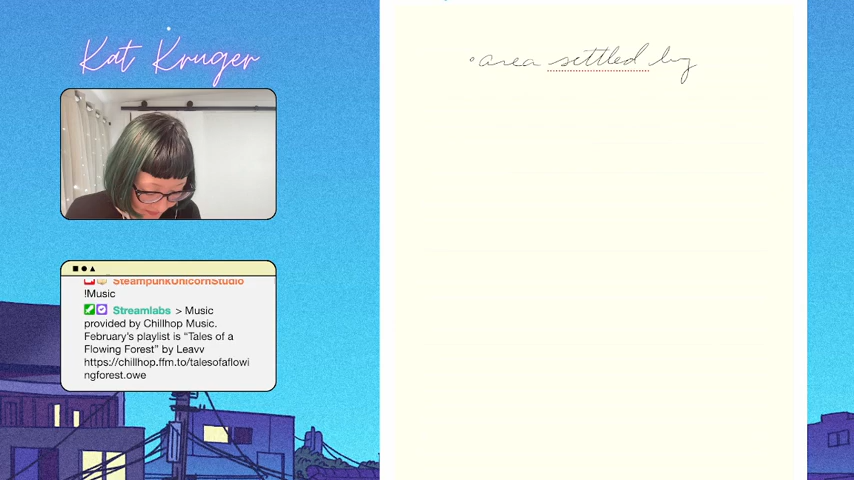 Kat Kruger
• area settled by
SteampunkUnicornStudio
!Music
Streamlabs > Music
provided by Chillhop Music.
February's playlist is "Tales of a
Flowing Forest" by Leavv
https://chillhop.ffm.to/talesofaflowi
ngforest.owe